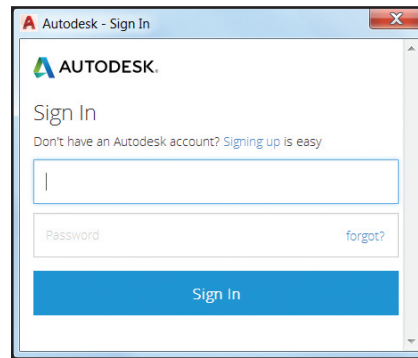 Autodesk - Sign In
AUTODESK.
Sign In
Don't have an Autodesk account? Signing up is easy
Password forgot?
Sign In